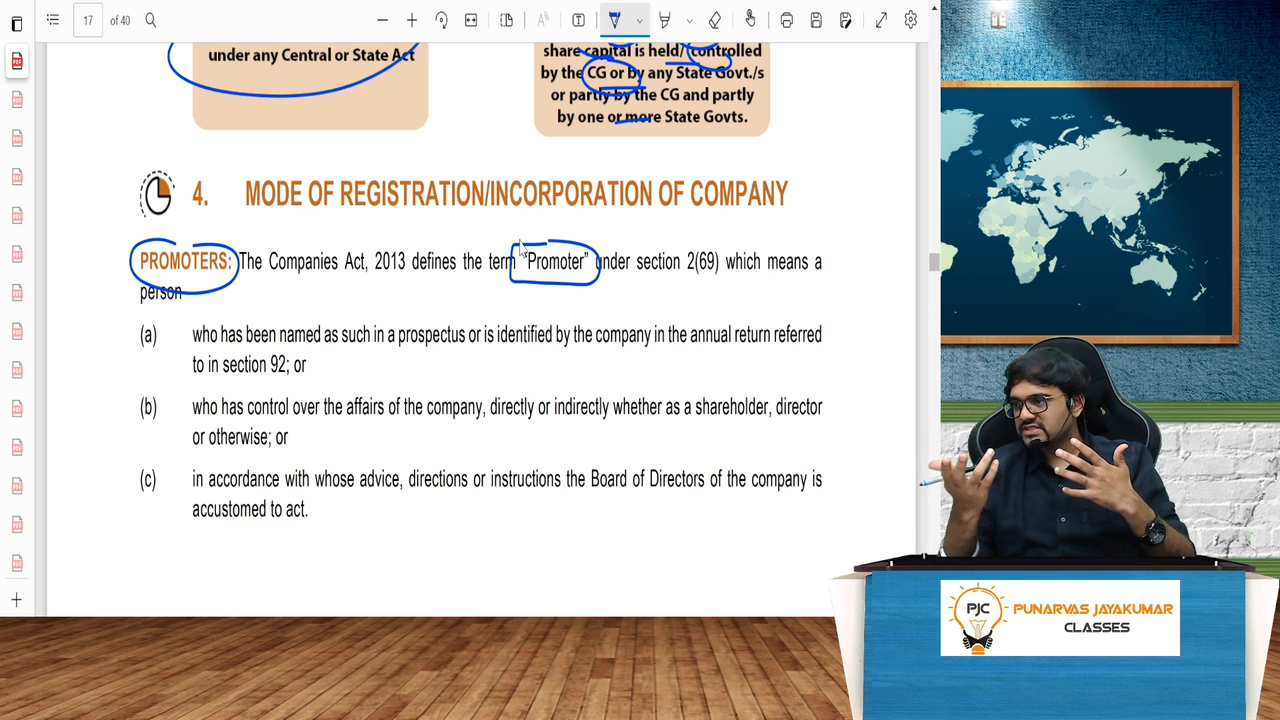 17 of 40
under any Central or State Act
share capital is held/ controlled
by the CG or by any State Govt./s
or partly by the CG and partly
by one or more State Govts.
4. MODE OF REGISTRATION/INCORPORATION OF COMPANY
PROMOTERS: The Companies Act, 2013 defines the term "Promoter" under section 2(69) which means a
person
(a) who has been named as such in a prospectus or is identified by the company in the annual return referred
to in section 92; or
(b) who has control over the affairs of the company, directly or indirectly whether as a shareholder, director
or otherwise; or
(c) in accordance with whose advice, directions or instructions the Board of Directors of the company is
accustomed to act.
PJC PUNARVAS JAYAKUMAR
CLASSES